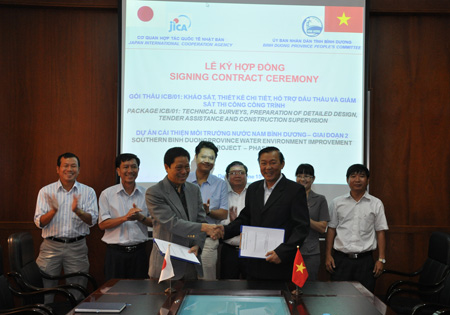 JICA
CƠ QUAN HỢP TÁC QUỐC TẾ NHẬT BẢN
JAPAN INTERNATIONAL COOPERATION AGENCY
ỦY BAN NHÂN DÂN TỈNH BÌNH DƯƠNG
BINH DUONG PROVINCE PEOPLE'S COMMITTEE
LỄ KÝ HỢP ĐỒNG
SIGNING CONTRACT CEREMONY
GÓI THẦU ICB/01: KHẢO SÁT, THIẾT KẾ CHI TIẾT, HỖ TRỢ ĐẤU THẦU VÀ GIÁM
SÁT THI CÔNG CÔNG TRÌNH
PACKAGE ICB/01: TECHNICAL SURVEYS, PREPARATION OF DETAILED DESIGN,
TENDER ASSISTANCE AND CONSTRUCTION SUPERVISION
DỰ ÁN CẢI THIỆN MÔI TRƯỜNG NƯỚC NAM BÌNH DƯƠNG - GIAI ĐOẠN 2
SOUTHERN BINH DUONG PROVINCE WATER ENVIRONMENT IMPROVEMENT
PROJECT - PHA